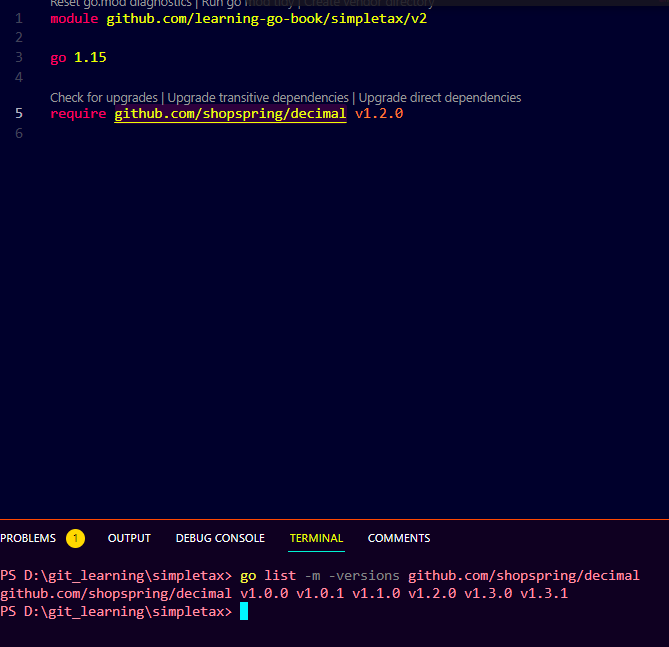 Reset go.mod diagnostics | Run go mod tidy | Create vendor directory
1 module github.com/learning-go-book/simpletax/v2
2
3 go 1.15
4
Check for upgrades | Upgrade transitive dependencies | Upgrade direct dependencies
5 require github.com/shopspring/decimal v1.2.0
6
PROBLEMS 1 OUTPUT DEBUG CONSOLE TERMINAL COMMENTS
PS D:\git_learning\simpletax> go list -m -versions github.com/shopspring/decimal
github.com/shopspring/decimal v1.0.0 v1.0.1 v1.1.0 v1.2.0 v1.3.0 v1.3.1
PS D:\git_learning\simpletax>